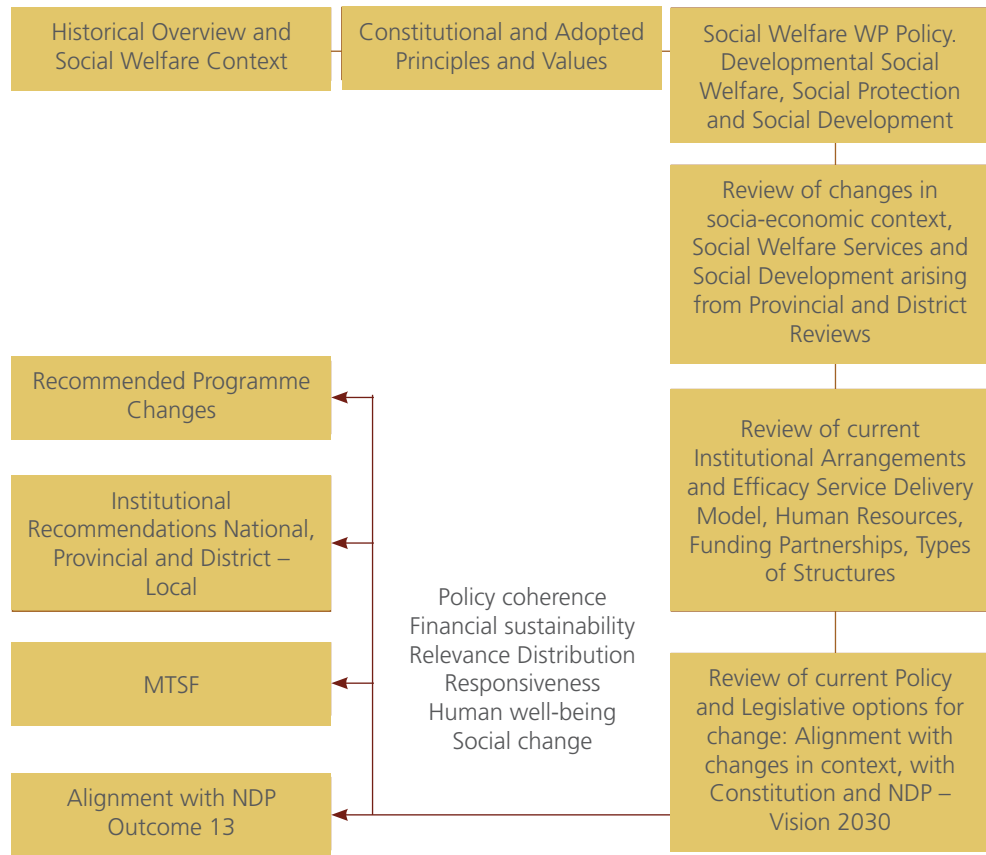 Historical Overview and
Social Welfare Context
Constitutional and Adopted
Principles and Values
Social Welfare WP Policy.
Developmental Social
Welfare, Social Protection
and Social Development
Review of changes in
socia-economic context,
Social Welfare Services and
Social Development arising
from Provincial and District
Reviews
Review of current
Institutional Arrangements
and Efficacy Service Delivery
Model, Human Resources,
Funding Partnerships, Types
of Structures
Review of current Policy
and Legislative options for
change: Alignment with
changes in context, with
Constitution and NDP –
Vision 2030
Policy coherence
Financial sustainability
Relevance Distribution
Responsiveness
Human well-being
Social change
Recommended Programme
Changes
Institutional
Recommendations National,
Provincial and District –
Local
MTSF
Alignment with NDP
Outcome 13